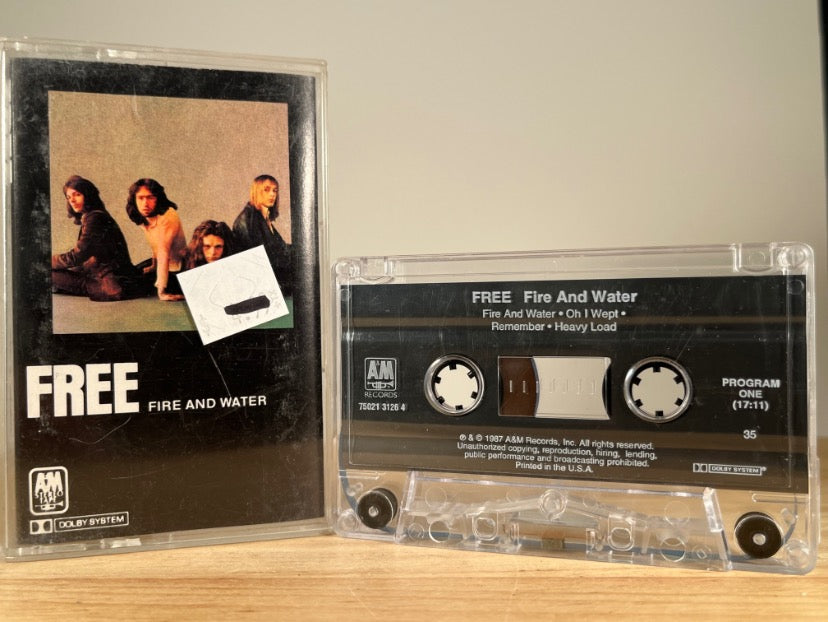 FREE FIRE AND WATER
A&M
STEREO
TAPE
DOLBY SYSTEM
FREE Fire And Water
Fire And Water • Oh I Wept •
Remember • Heavy Load
A&M
RECORDS
75021 3126 4
PROGRAM
ONE
(17:11)
35
℗ & © 1987 A&M Records, Inc. All rights reserved.
Unauthorized copying, reproduction, hiring, lending,
public performance and broadcasting prohibited.
Printed in the U.S.A.
DOLBY SYSTEM®